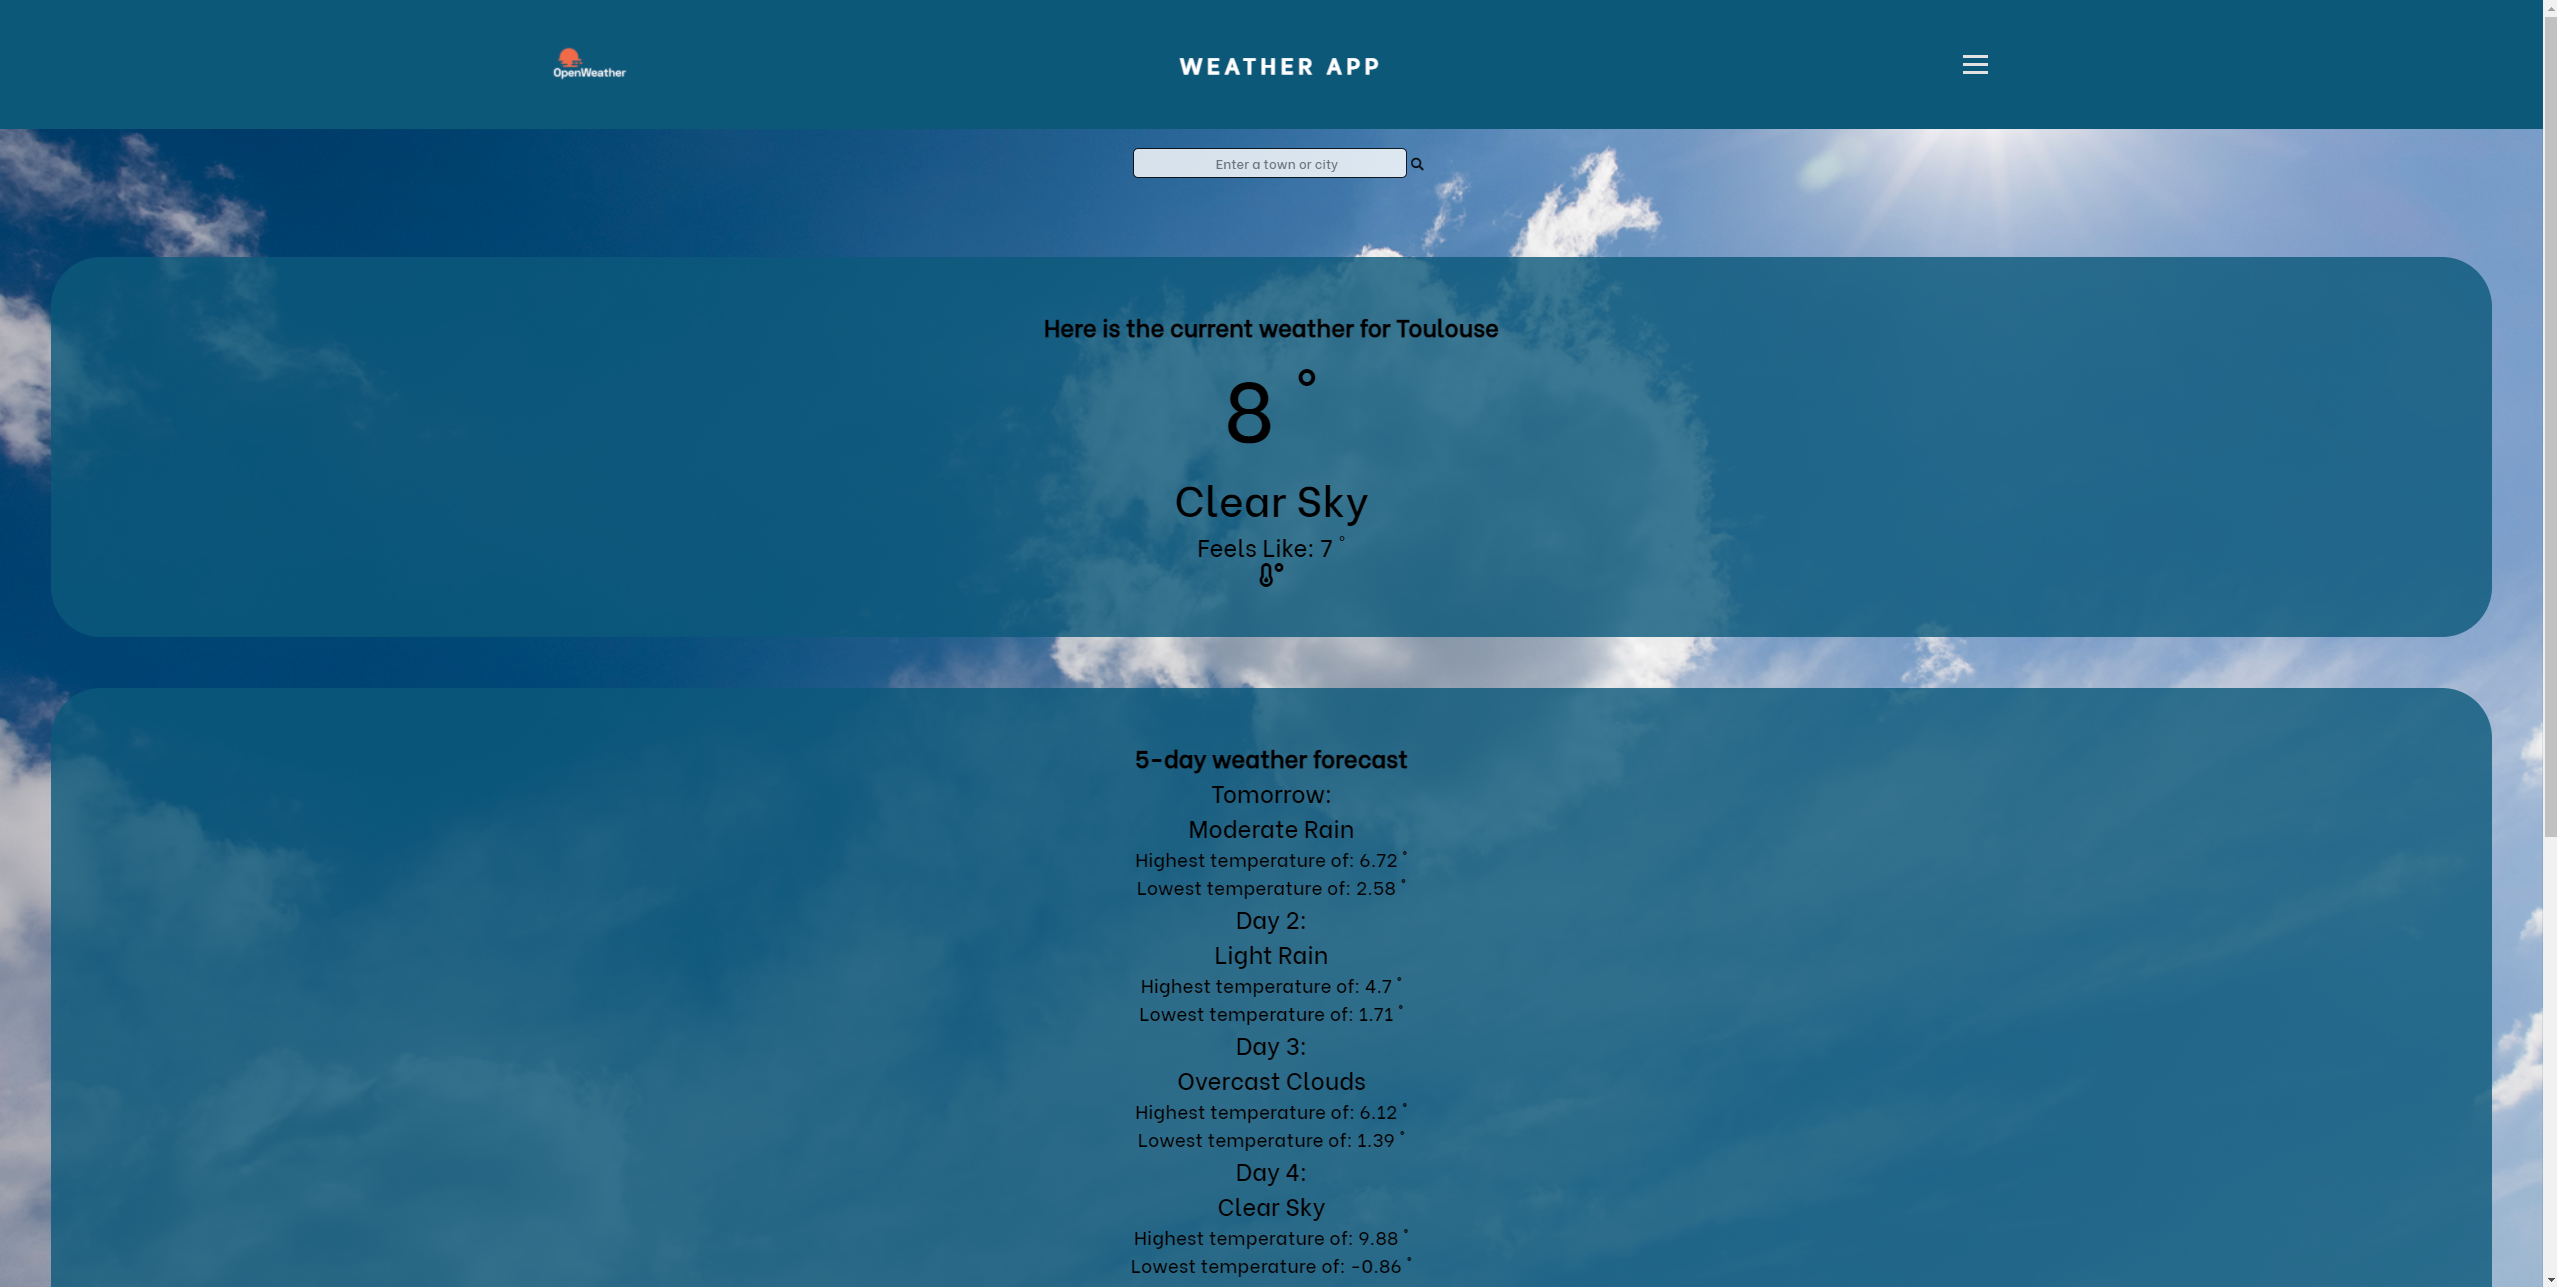 OpenWeather
WEATHER APP
Enter a town or city
Here is the current weather for Toulouse
8 °
Clear Sky
Feels Like: 7 °
5-day weather forecast
Tomorrow:
Moderate Rain
Highest temperature of: 6.72 °
Lowest temperature of: 2.58 °
Day 2:
Light Rain
Highest temperature of: 4.7 °
Lowest temperature of: 1.71 °
Day 3:
Overcast Clouds
Highest temperature of: 6.12 °
Lowest temperature of: 1.39 °
Day 4:
Clear Sky
Highest temperature of: 9.88 °
Lowest temperature of: -0.86 °